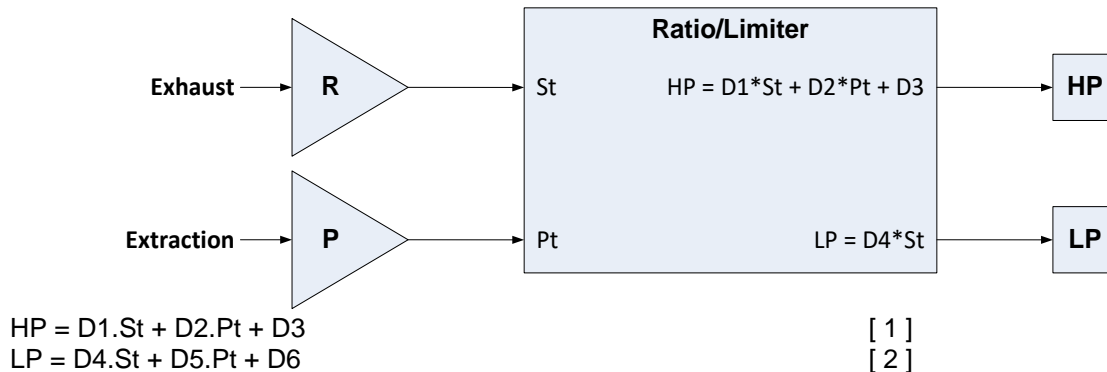 Ratio/Limiter
Exhaust R St HP = D1*St + D2*Pt + D3 HP
Extraction P Pt LP = D4*St LP
HP = D1.St + D2.Pt + D3 [ 1 ]
LP = D4.St + D5.Pt + D6 [ 2 ]